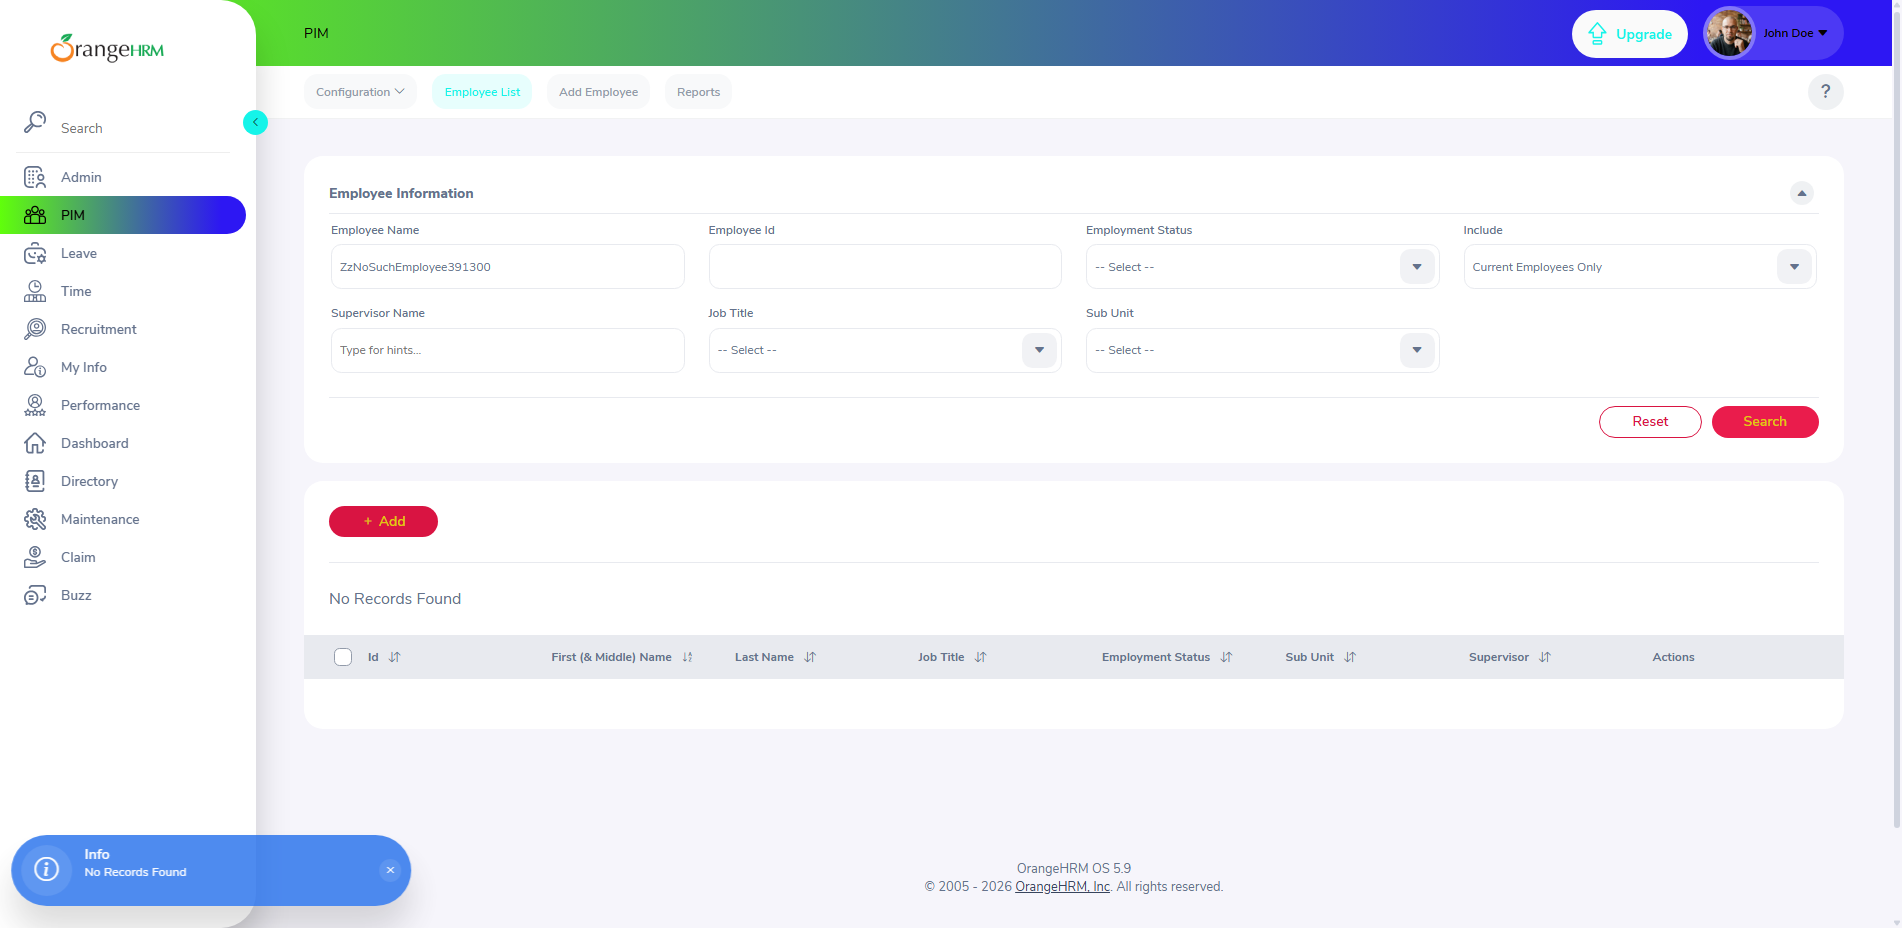 OrangeHRM
PIM
Upgrade
John Doe
Search
Configuration
Employee List
Add Employee
Reports
?
Admin
PIM
Leave
Time
Recruitment
My Info
Performance
Dashboard
Directory
Maintenance
Claim
Buzz
Employee Information
Employee Name
Employee Id
Employment Status
Include
ZzNoSuchEmployee391300
-- Select --
Current Employees Only
Supervisor Name
Job Title
Sub Unit
Type for hints...
-- Select --
-- Select --
Reset
Search
+ Add
No Records Found
Id
First (& Middle) Name
Last Name
Job Title
Employment Status
Sub Unit
Supervisor
Actions
Info
No Records Found
OrangeHRM OS 5.9
© 2005 - 2026 OrangeHRM, Inc. All rights reserved.